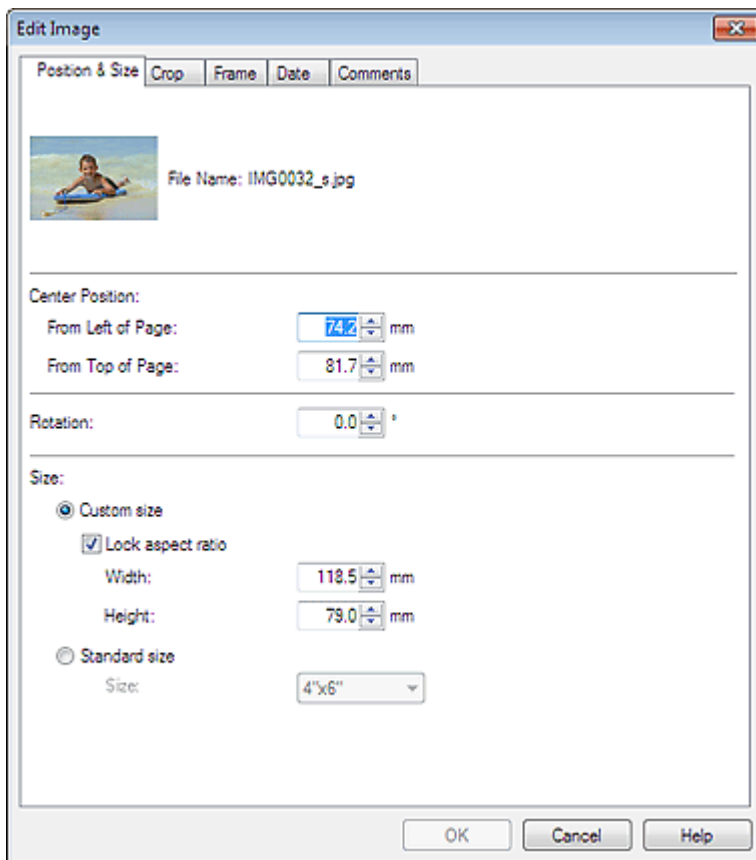 Edit Image
Position & Size Crop Frame Date Comments
File Name: IMG0032_s.jpg
Center Position:
From Left of Page: 74.2 mm
From Top of Page: 81.7 mm
Rotation: 0.0 °
Size:
Custom size
Lock aspect ratio
Width: 118.5 mm
Height: 79.0 mm
Standard size
Size: 4"x6"
OK Cancel Help